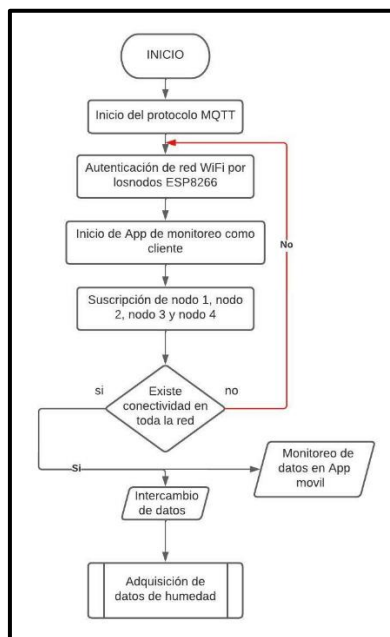 INICIO
Inicio del protocolo MQTT
Autenticación de red WiFi por
losnodos ESP8266
No
Inicio de App de monitoreo como
cliente
Suscripción de nodo 1, nodo
2, nodo 3 y nodo 4
si
Existe
conectividad en
toda la red
no
Si
Monitoreo de
datos en App
movil
Intercambio
de datos
Adquisición de
datos de humedad